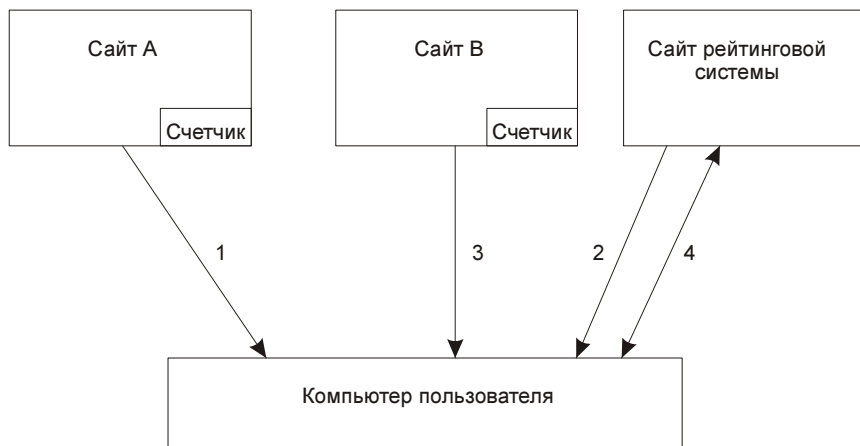 Сайт А
Сайт В
Сайт рейтинговой
системы
Счетчик
Счетчик
1
3
2
4
Компьютер пользователя